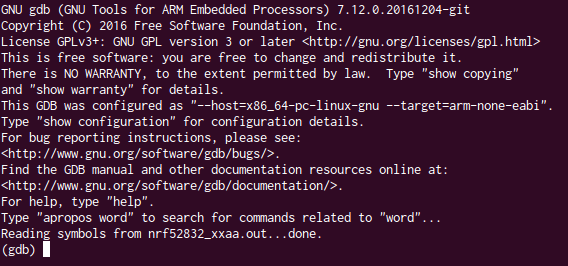 GNU gdb (GNU Tools for ARM Embedded Processors) 7.12.0.20161204-git
Copyright (C) 2016 Free Software Foundation, Inc.
License GPLv3+: GNU GPL version 3 or later <http://gnu.org/licenses/gpl.html>
This is free software: you are free to change and redistribute it.
There is NO WARRANTY, to the extent permitted by law.  Type "show copying"
and "show warranty" for details.
This GDB was configured as "--host=x86_64-pc-linux-gnu --target=arm-none-eabi".
Type "show configuration" for configuration details.
For bug reporting instructions, please see:
<http://www.gnu.org/software/gdb/bugs/>.
Find the GDB manual and other documentation resources online at:
<http://www.gnu.org/software/gdb/documentation/>.
For help, type "help".
Type "apropos word" to search for commands related to "word"...
Reading symbols from nrf52832_xxaa.out...done.
(gdb)